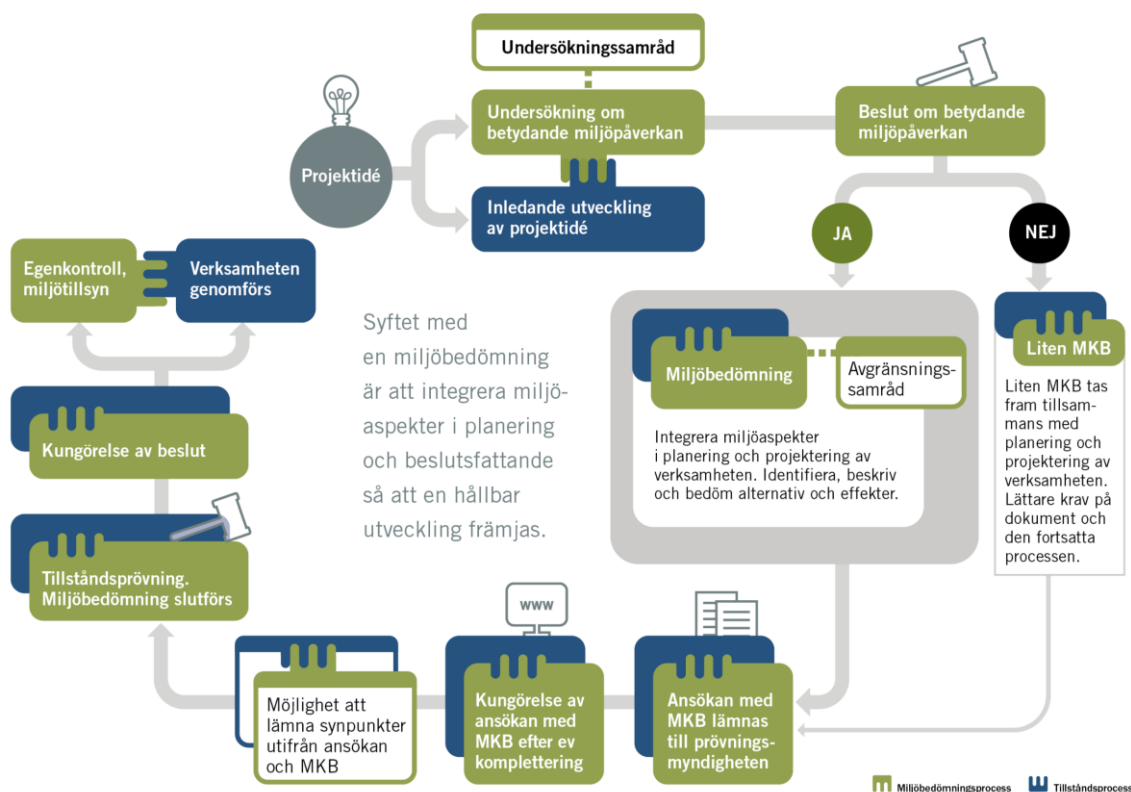 Undersökningssamråd
Undersökning om
betydande miljöpåverkan
Beslut om betydande
miljöpåverkan
Projektidé
Inledande utveckling
av projektidé
JA
NEJ
Egenkontroll,
miljötillsyn
Verksamheten
genomförs
Syftet med
en miljöbedömning
är att integrera miljö-
aspekter i planering
och beslutsfattande
så att en hållbar
utveckling främjas.
Miljöbedömning
Avgränsnings-
samråd
Integrera miljöaspekter
i planering och projektering av
verksamheten. Identifiera, beskriv
och bedöm alternativ och effekter.
Liten MKB
Liten MKB tas
fram tillsam-
mans med
planering och
projektering av
verksamheten.
Lättare krav på
dokument och
den fortsatta
processen.
Kungörelse av beslut
Tillståndsprövning.
Miljöbedömning slutförs
Möjlighet att
lämna synpunkter
utifrån ansökan
och MKB
www
Kungörelse av
ansökan med
MKB efter ev
komplettering
Ansökan med
MKB lämnas
till prövnings-
myndigheten
Miljöbedömningsprocess
Tillståndsprocess